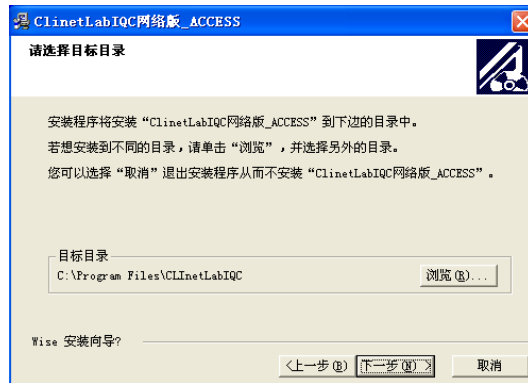 ClinetLabIQC网络版_ACCESS
请选择目标目录
安装程序将安装“ClinetLabIQC网络版_ACCESS”到下边的目录中。
若想安装到不同的目录，请单击“浏览”，并选择另外的目录。
您可以选择“取消”退出安装程序从而不安装“ClinetLabIQC网络版_ACCESS”。
目标目录
C:\Program Files\CLInetLabIQC
浏览(R)...
Wise 安装向导?
<上一步(B) 下一步(N) > 取消